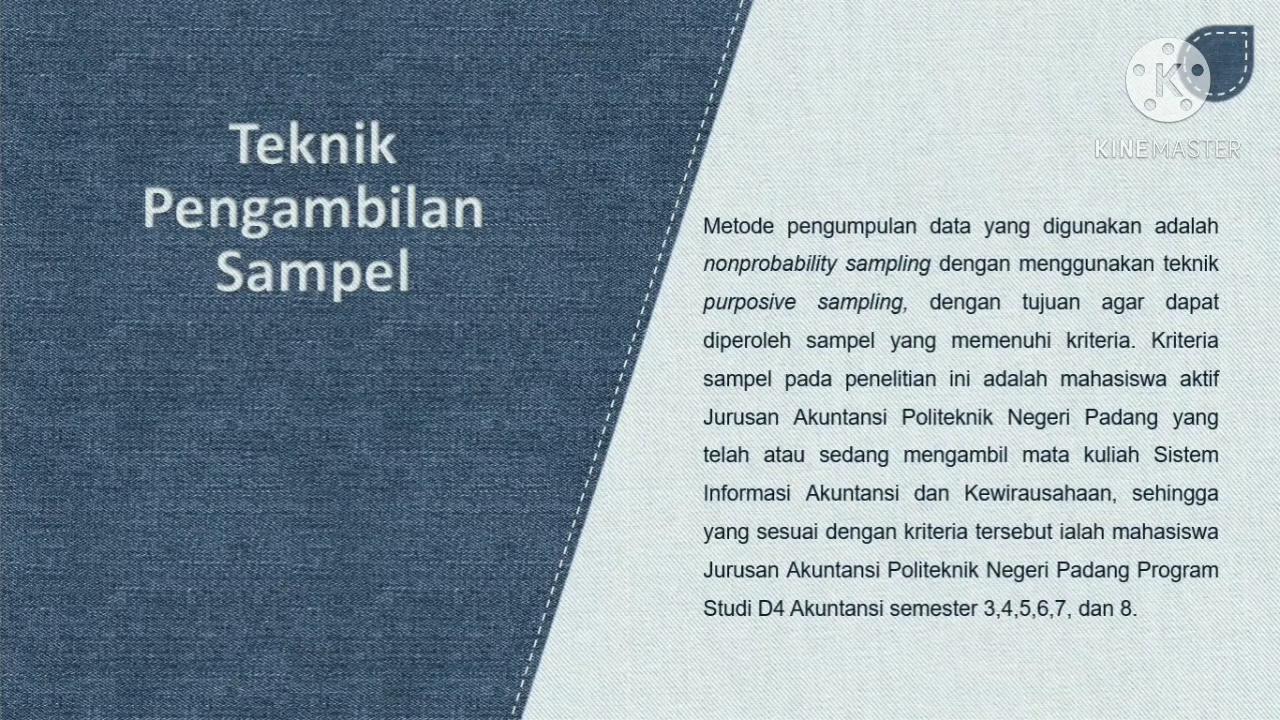 Teknik
Pengambilan
Sampel
K
KINEMASTER
Metode pengumpulan data yang digunakan adalah
nonprobability sampling dengan menggunakan teknik
purposive sampling, dengan tujuan agar dapat
diperoleh sampel yang memenuhi kriteria. Kriteria
sampel pada penelitian ini adalah mahasiswa aktif
Jurusan Akuntansi Politeknik Negeri Padang yang
telah atau sedang mengambil mata kuliah Sistem
Informasi Akuntansi dan Kewirausahaan, sehingga
yang sesuai dengan kriteria tersebut ialah mahasiswa
Jurusan Akuntansi Politeknik Negeri Padang Program
Studi D4 Akuntansi semester 3,4,5,6,7, dan 8.